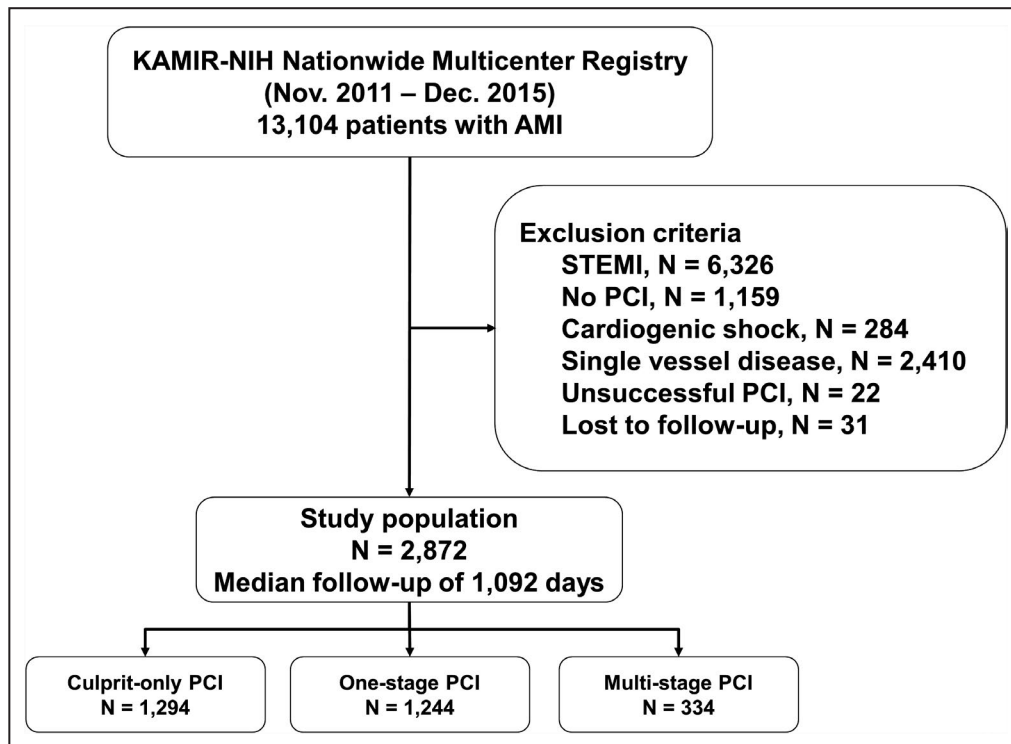 KAMIR-NIH Nationwide Multicenter Registry
(Nov. 2011 – Dec. 2015)
13,104 patients with AMI
Exclusion criteria
STEMI, N = 6,326
No PCI, N = 1,159
Cardiogenic shock, N = 284
Single vessel disease, N = 2,410
Unsuccessful PCI, N = 22
Lost to follow-up, N = 31
Study population
N = 2,872
Median follow-up of 1,092 days
Culprit-only PCI
N = 1,294
One-stage PCI
N = 1,244
Multi-stage PCI
N = 334